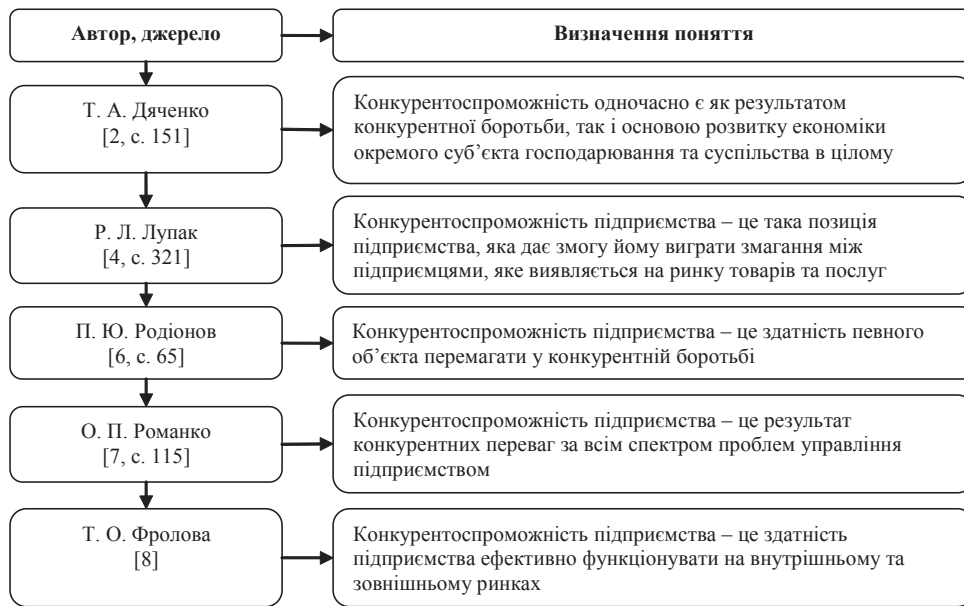 Автор, джерело
Визначення поняття
Т. А. Дяченко
[2, с. 151]
Конкурентоспроможність одночасно є як результатом
конкурентної боротьби, так і основою розвитку економіки
окремого суб’єкта господарювання та суспільства в цілому
Р. Л. Лупак
[4, с. 321]
Конкурентоспроможність підприємства – це така позиція
підприємства, яка дає змогу йому виграти змагання між
підприємцями, яке виявляється на ринку товарів та послуг
П. Ю. Родіонов
[6, с. 65]
Конкурентоспроможність підприємства – це здатність певного
об’єкта перемагати у конкурентній боротьбі
О. П. Романко
[7, с. 115]
Конкурентоспроможність підприємства – це результат
конкурентних переваг за всім спектром проблем управління
підприємством
Т. О. Фролова
[8]
Конкурентоспроможність підприємства – це здатність
підприємства ефективно функціонувати на внутрішньому та
зовнішньому ринках